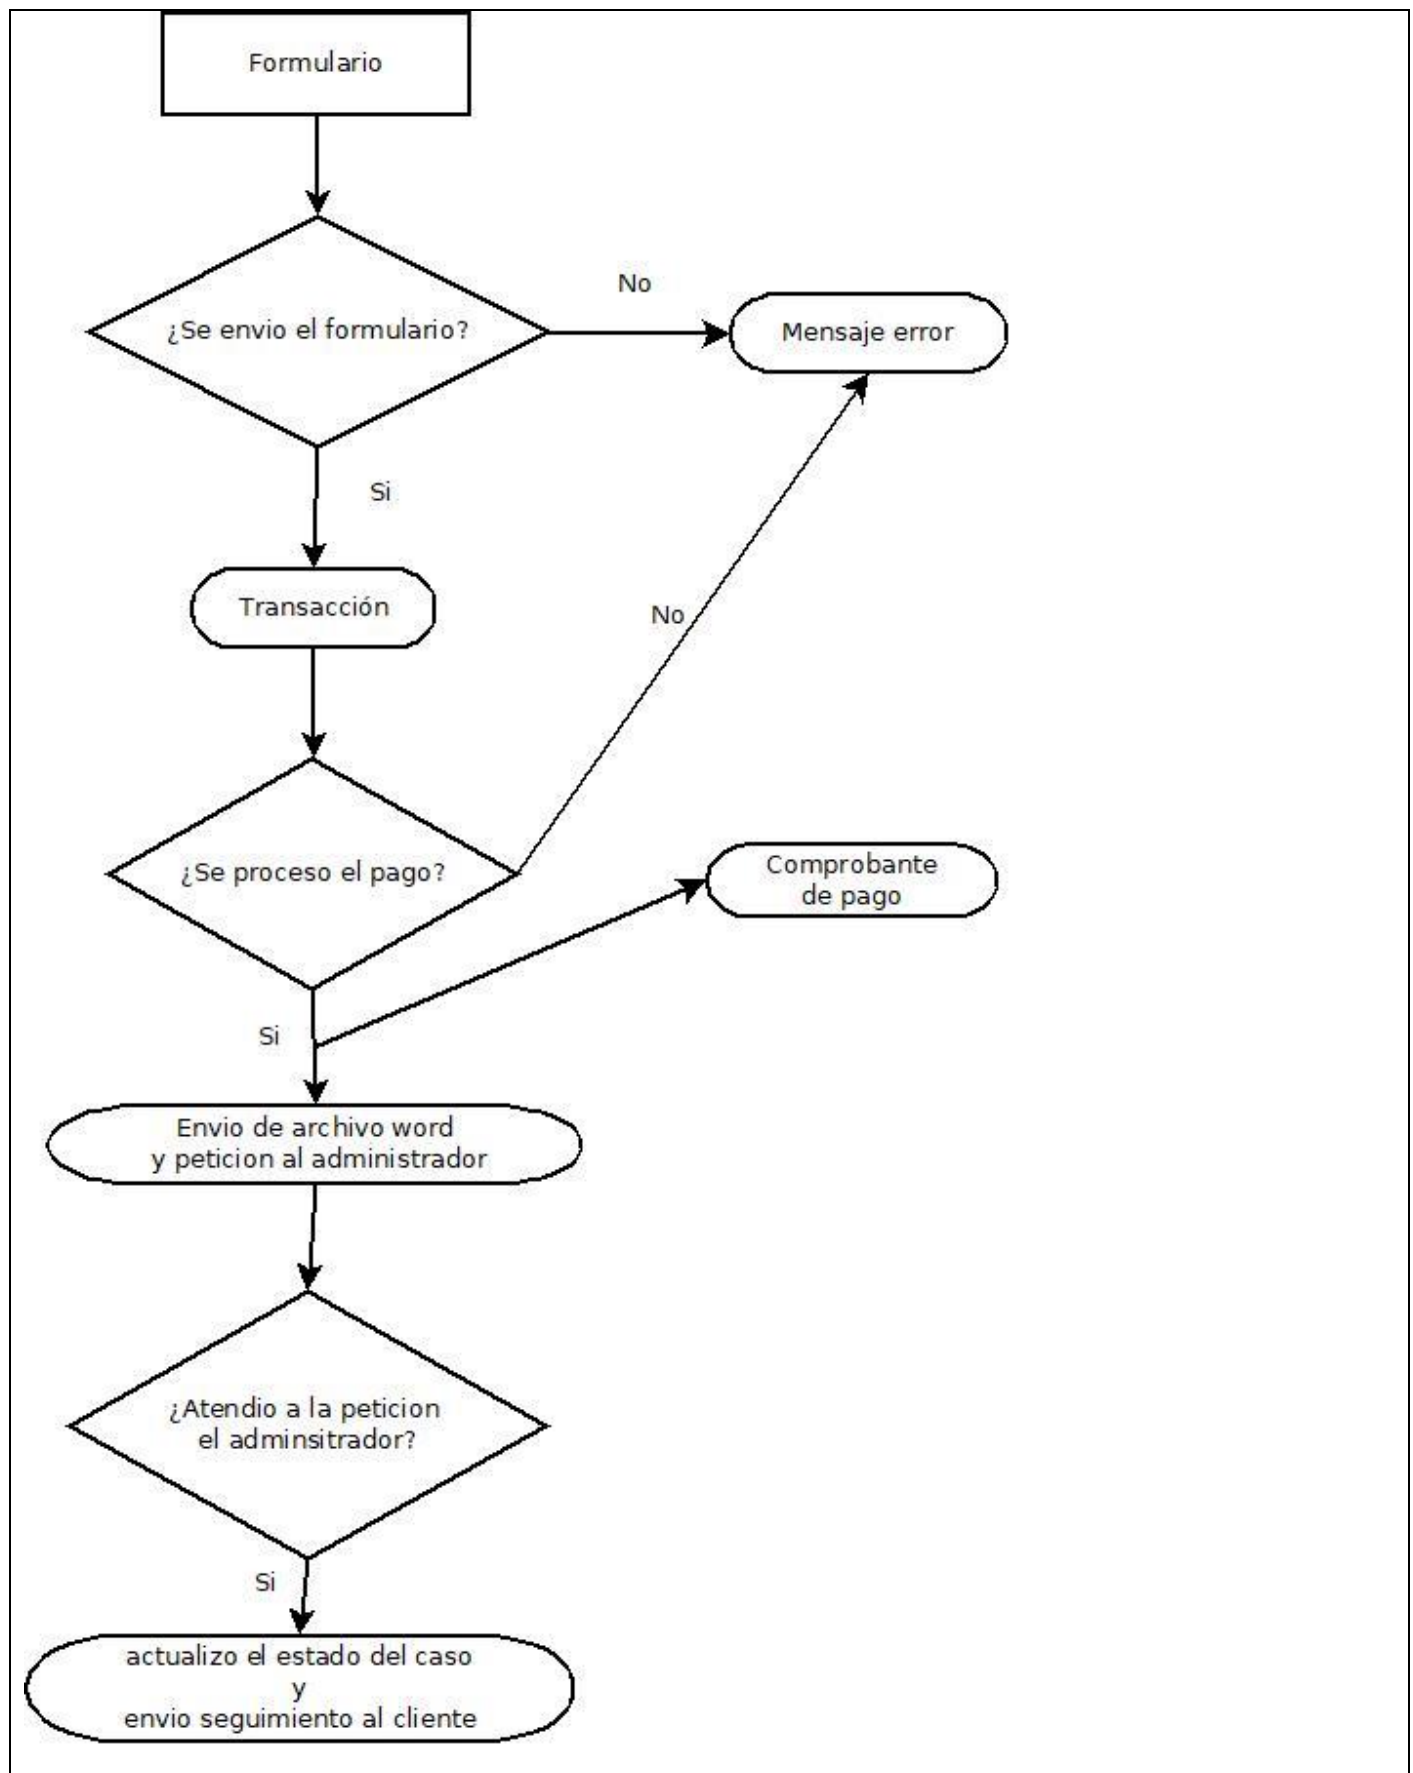 Formulario
No
¿Se envio el formulario?
Mensaje error
Si
Transacción
No
¿Se proceso el pago?
Comprobante
de pago
Si
Envio de archivo word
y peticion al administrador
¿Atendio a la peticion
el adminsitrador?
Si
actualizo el estado del caso
y
envio seguimiento al cliente